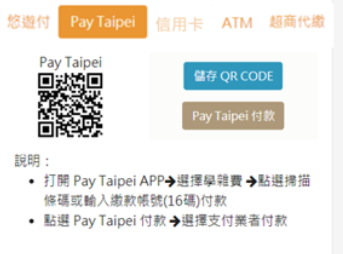 悠遊付 Pay Taipei 信用卡 ATM 超商代繳
Pay Taipei
儲存 QR CODE
Pay Taipei 付款
說明：
• 打開 Pay Taipei APP➔選擇學雜費 ➔點選掃描
條碼或輸入繳款帳號(16碼)付款
• 點選 Pay Taipei 付款 ➔選擇支付業者付款